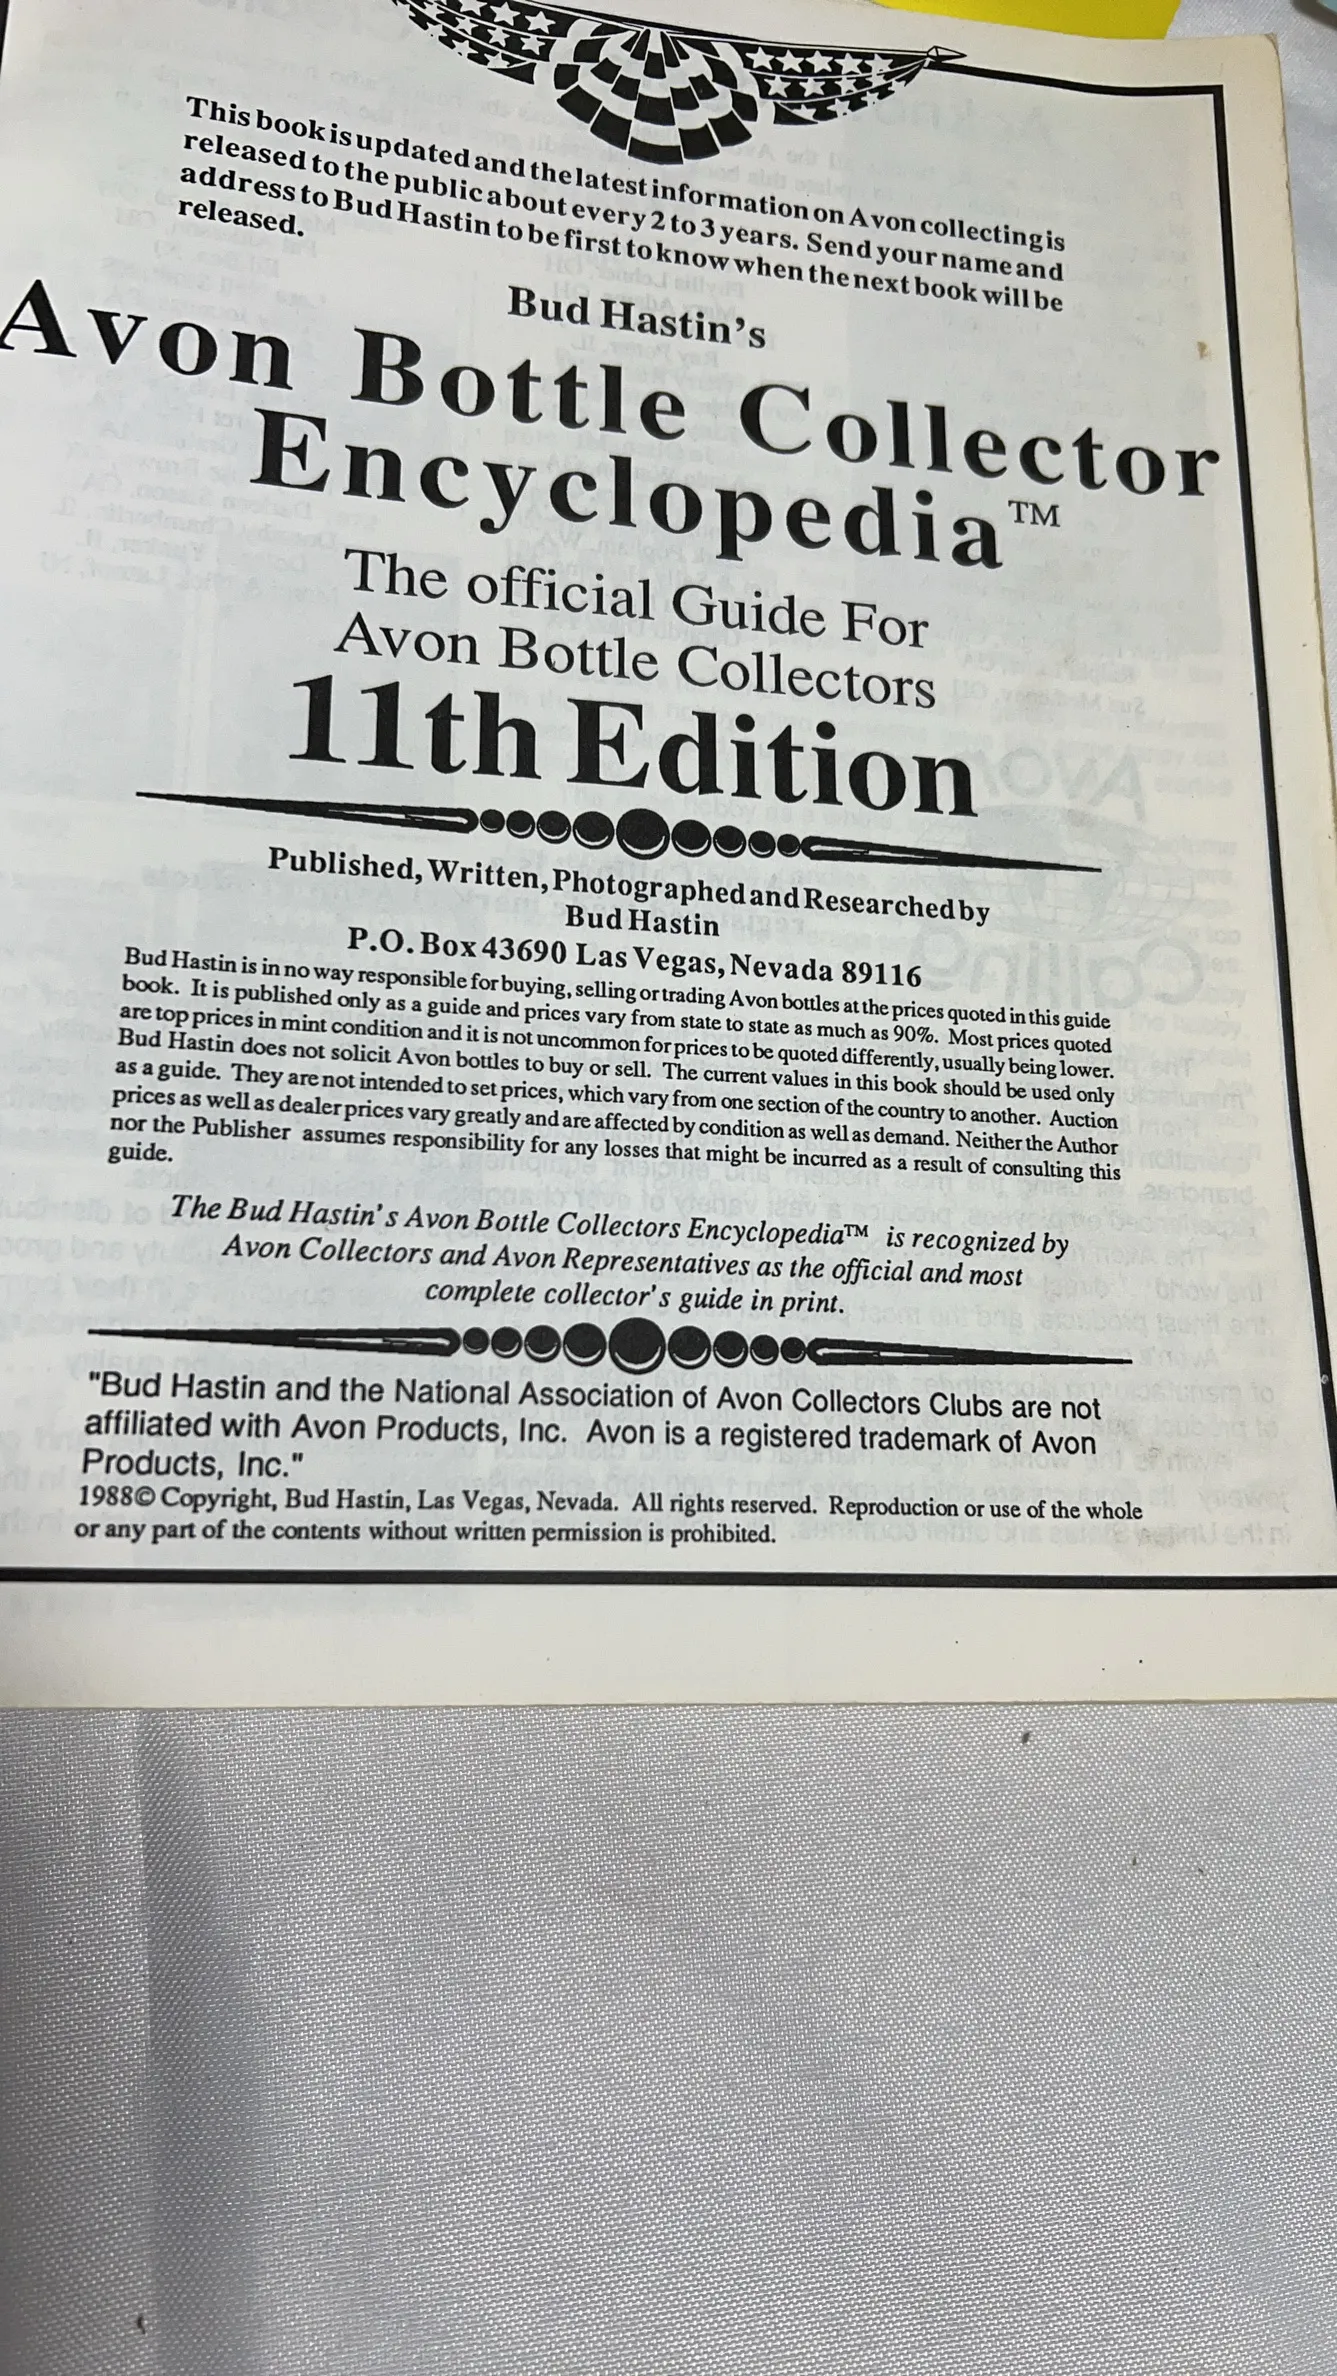 This book is updated and the latest information on Avon collecting is
released to the public about every 2 to 3 years. Send your name and
address to Bud Hastin to be first to know when the next book will be
released.
Bud Hastin's
Avon Bottle Collector
Encyclopedia™
The official Guide For
Avon Bottle Collectors
11th Edition
Published, Written, Photographed and Researched by
Bud Hastin
P.O. Box 43690 Las Vegas, Nevada 89116
Bud Hastin is in no way responsible for buying, selling or trading Avon bottles at the prices quoted in this guide
book. It is published only as a guide and prices vary from state to state as much as 90%. Most prices quoted
are top prices in mint condition and it is not uncommon for prices to be quoted differently, usually being lower.
Bud Hastin does not solicit Avon bottles to buy or sell. The current values in this book should be used only
as a guide. They are not intended to set prices, which vary from one section of the country to another. Auction
prices as well as dealer prices vary greatly and are affected by condition as well as demand. Neither the Author
nor the Publisher assumes responsibility for any losses that might be incurred as a result of consulting this
guide.
The Bud Hastin's Avon Bottle Collectors Encyclopedia™ is recognized by
Avon Collectors and Avon Representatives as the official and most
complete collector's guide in print.
"Bud Hastin and the National Association of Avon Collectors Clubs are not
affiliated with Avon Products, Inc. Avon is a registered trademark of Avon
Products, Inc."
1988© Copyright, Bud Hastin, Las Vegas, Nevada. All rights reserved. Reproduction or use of the whole
or any part of the contents without written permission is prohibited.